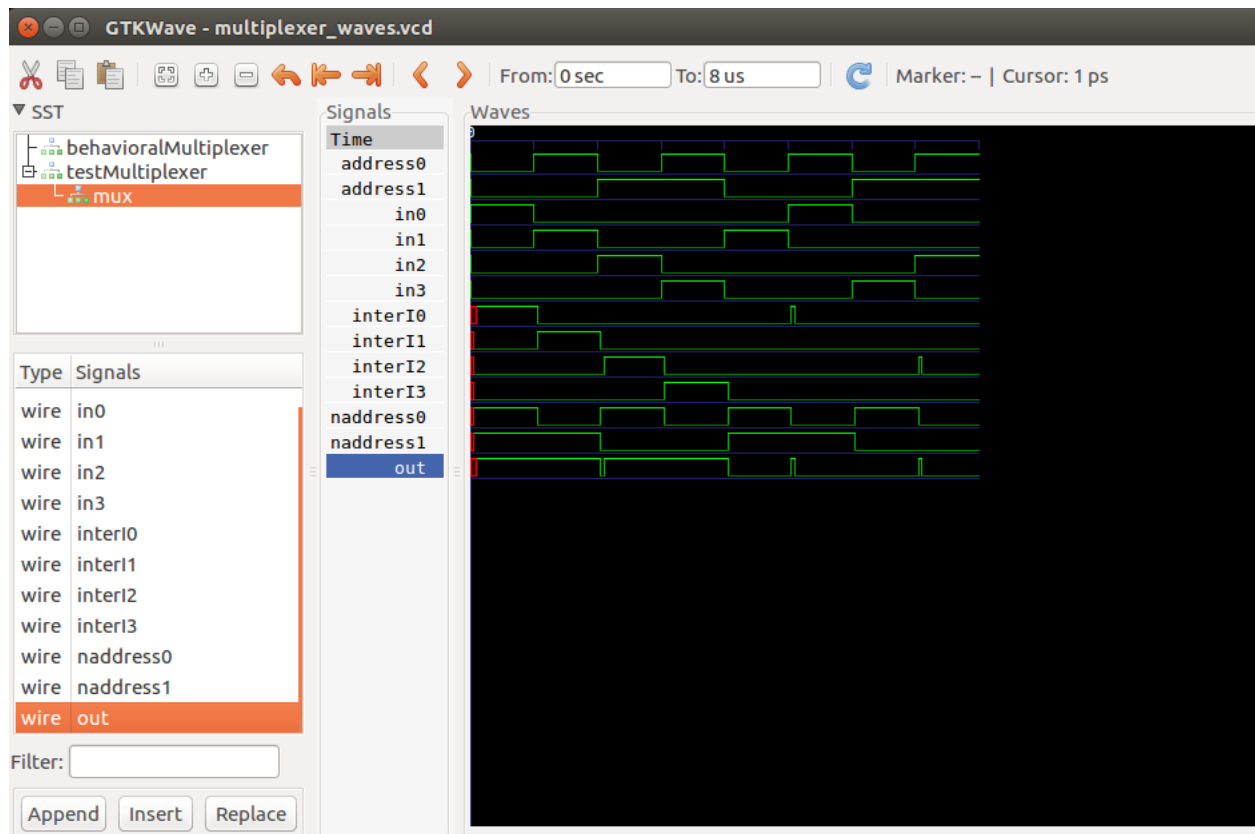 GTKWave - multiplexer_waves.vcd
From: 0 sec To: 8 us Marker: -- | Cursor: 1 ps
SST
behavioralMultiplexer
testMultiplexer
mux
Type Signals
wire in0
wire in1
wire in2
wire in3
wire interI0
wire interI1
wire interI2
wire interI3
wire naddress0
wire naddress1
wire out
Filter:
Append Insert Replace
Signals
Time
address0
address1
in0
in1
in2
in3
interI0
interI1
interI2
interI3
naddress0
naddress1
out
Waves
0